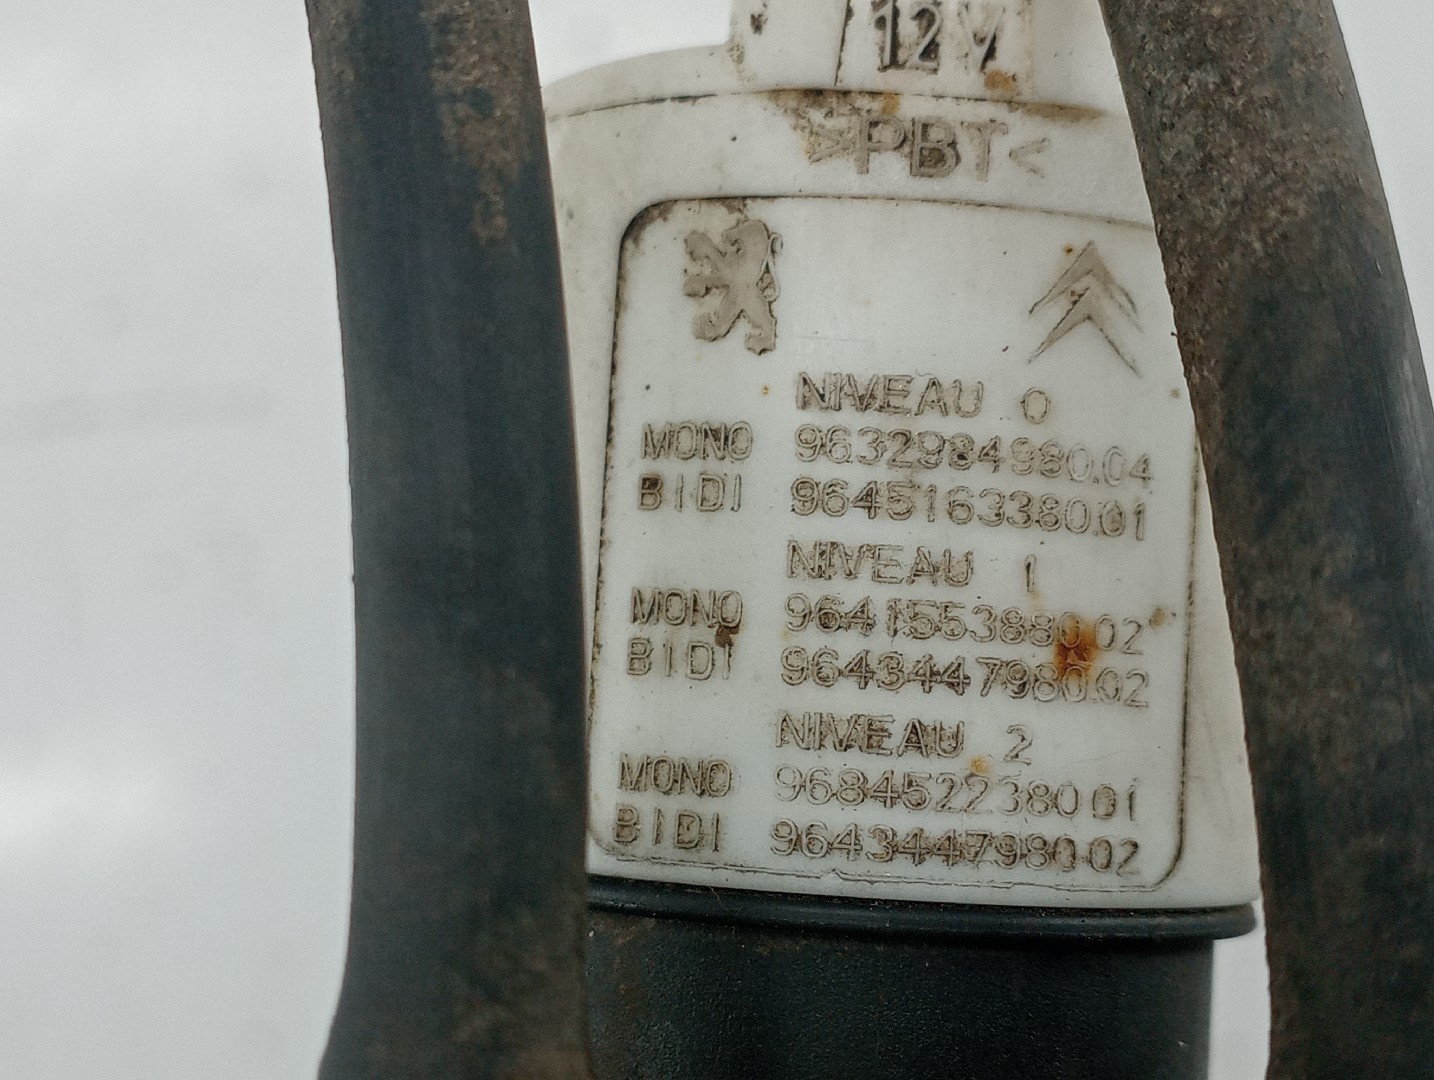 12V
>PBT<
NIVEAU 0
MONO 9632984980.04
BIDI 9645163380.01
NIVEAU 1
MONO 9641553880.02
BIDI 9643447980.02
NIVEAU 2
MONO 9684522380 01
BIDI 9643447980 02